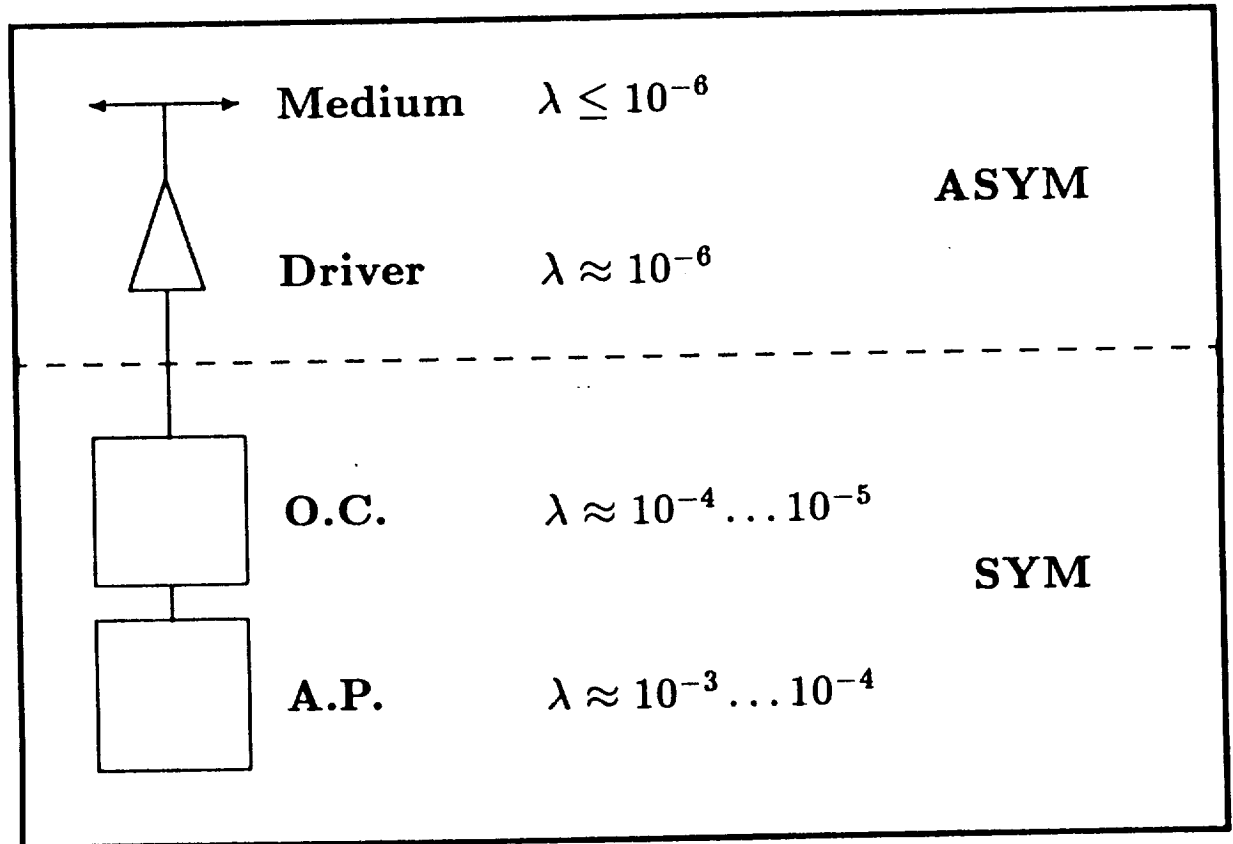 Medium λ ≤ 10⁻⁶
ASYM
Driver λ ≈ 10⁻⁶
O.C. λ ≈ 10⁻⁴ … 10⁻⁵
SYM
A.P. λ ≈ 10⁻³ … 10⁻⁴